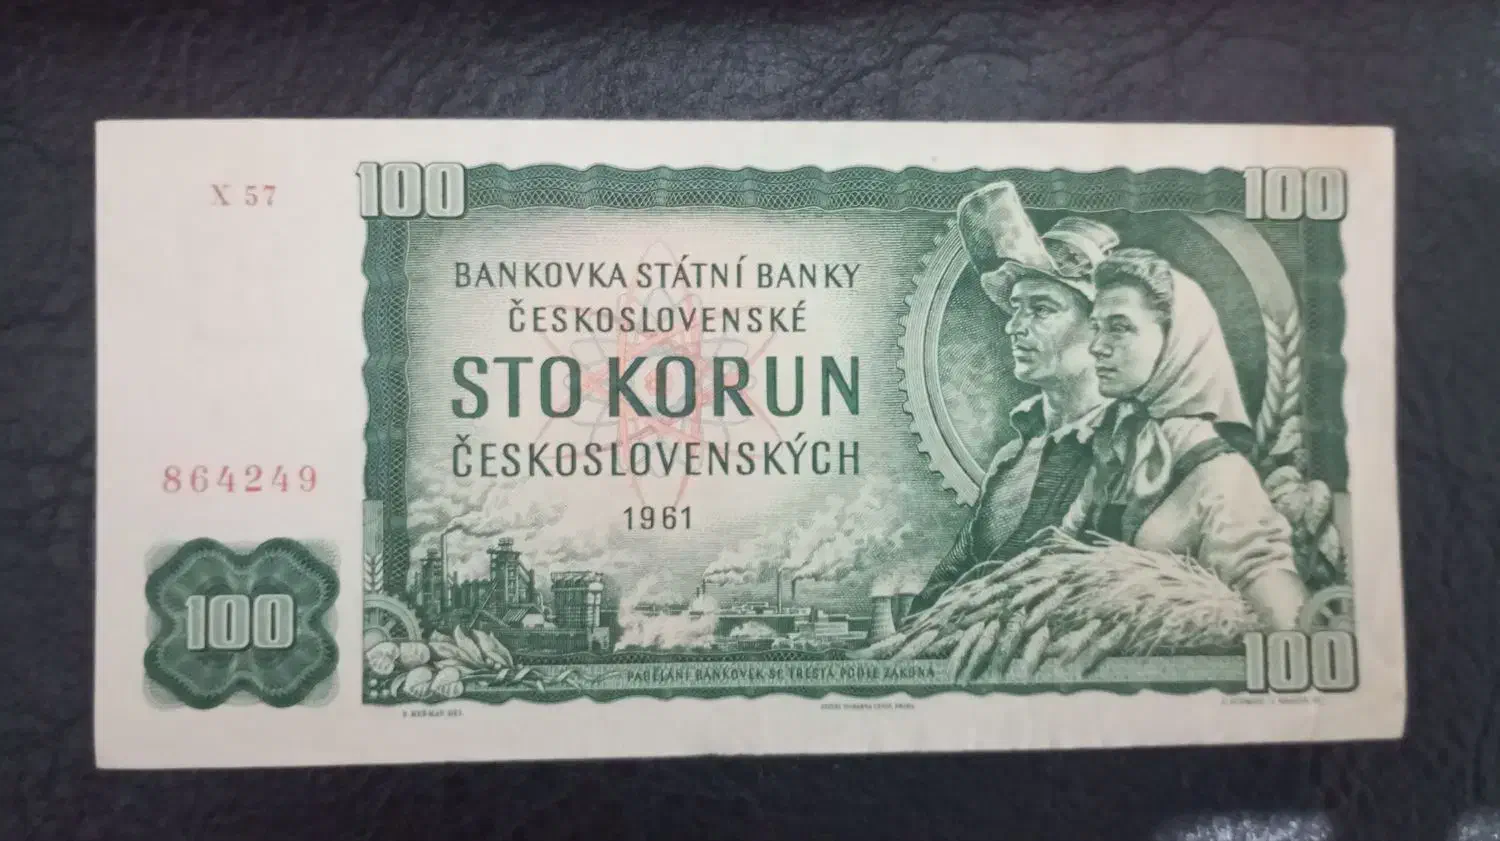 X 57
100
100
BANKOVKA STÁTNÍ BANKY
ČESKOSLOVENSKÉ
STO KORUN
ČESKOSLOVENSKÝCH
1961
864249
100
100
PADĚLÁNÍ BANKOVEK SE TRESTÁ PODLE ZÁKONA